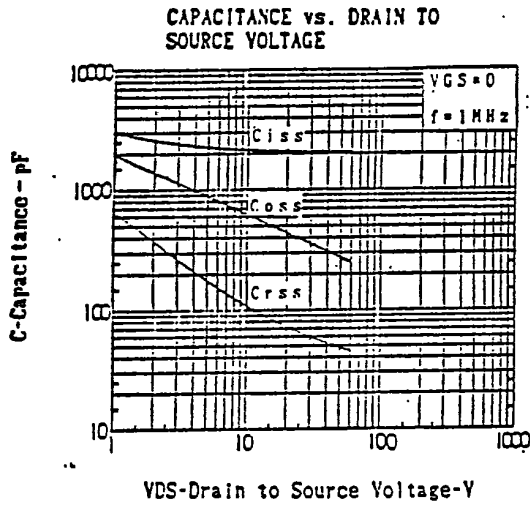 CAPACITANCE vs. DRAIN TO
SOURCE VOLTAGE
10000
VGS=0
f=1MHz
Ciss
1000
Coss
Crss
100
10
1
10
100
1000
C-Capacitance-pF
VDS-Drain to Source Voltage-V